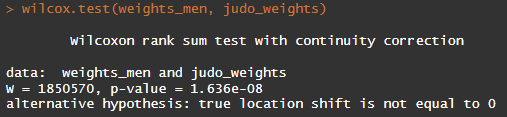 > wilcox.test(weights_men, judo_weights)
Wilcoxon rank sum test with continuity correction
data:  weights_men and judo_weights
W = 1850570, p-value = 1.636e-08
alternative hypothesis: true location shift is not equal to 0